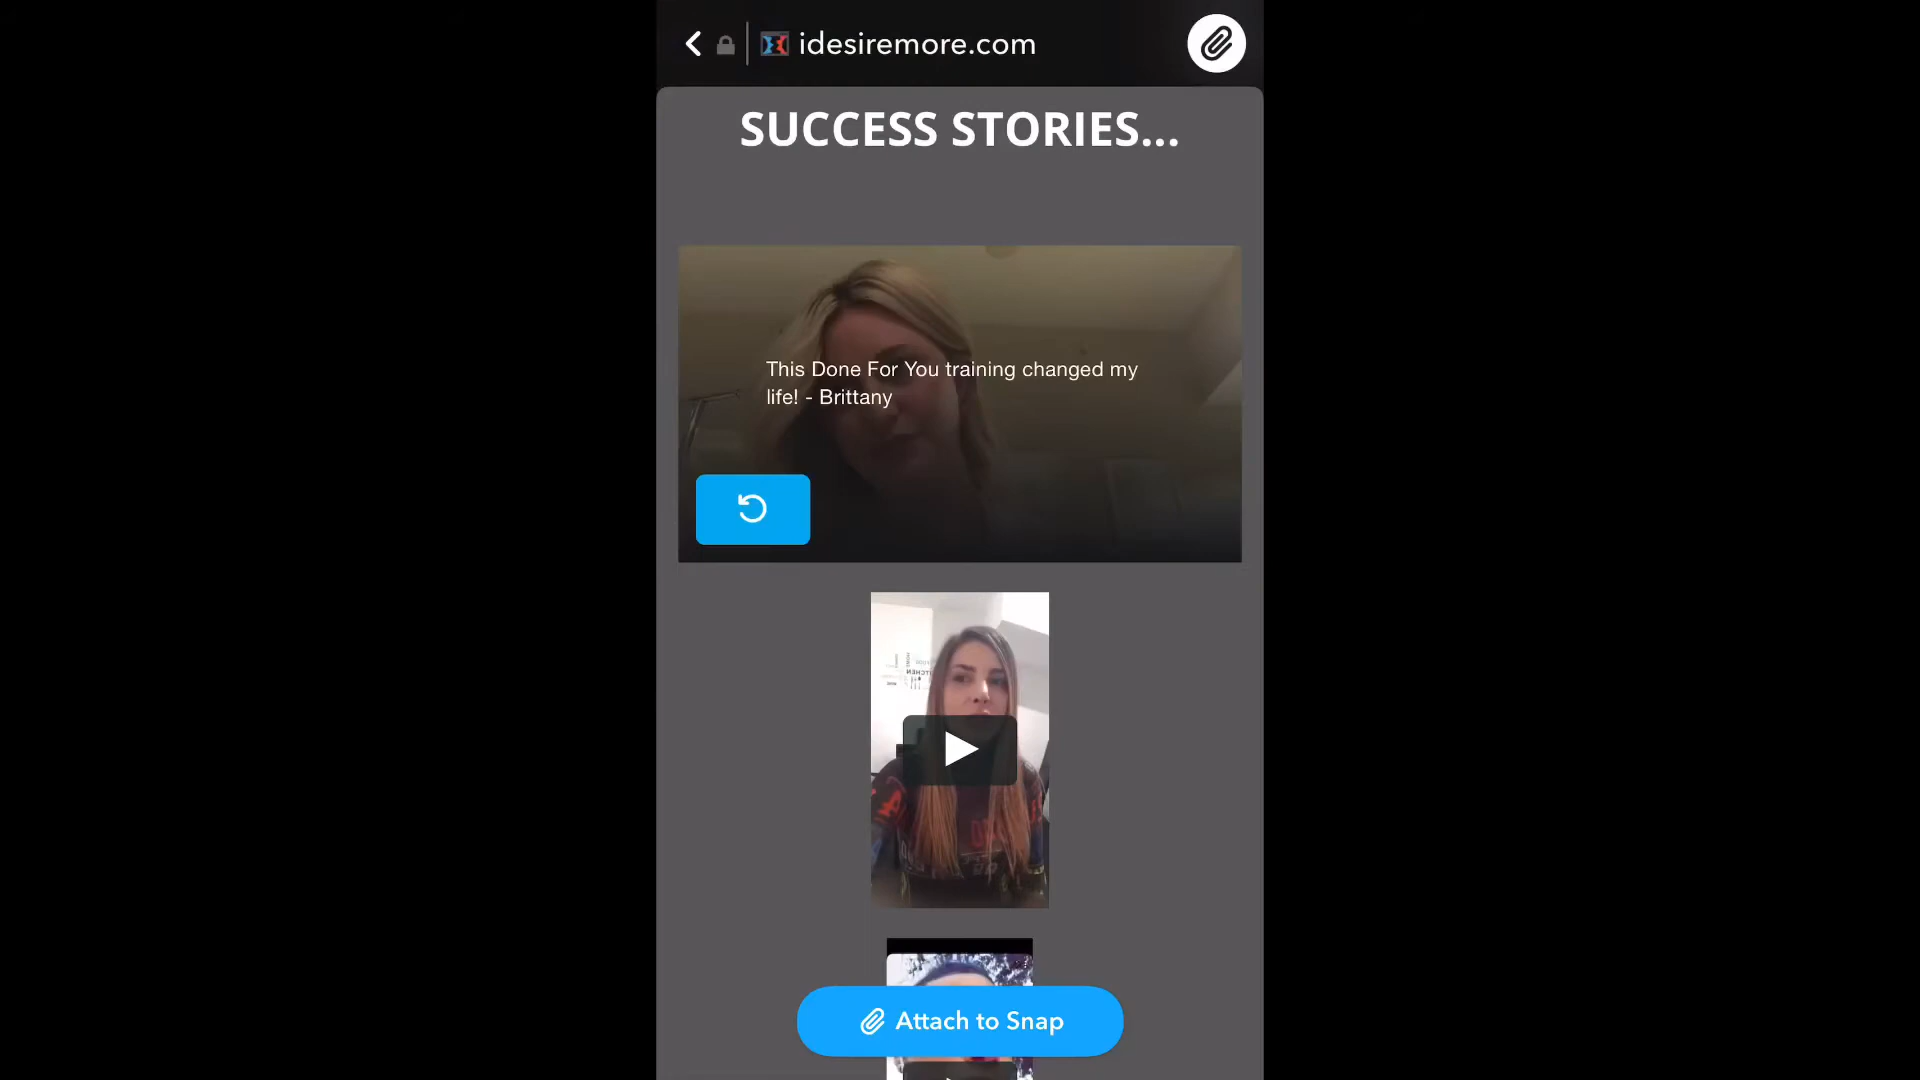 idesiremore.com
SUCCESS STORIES...
This Done For You training changed my
life! - Brittany
Attach to Snap